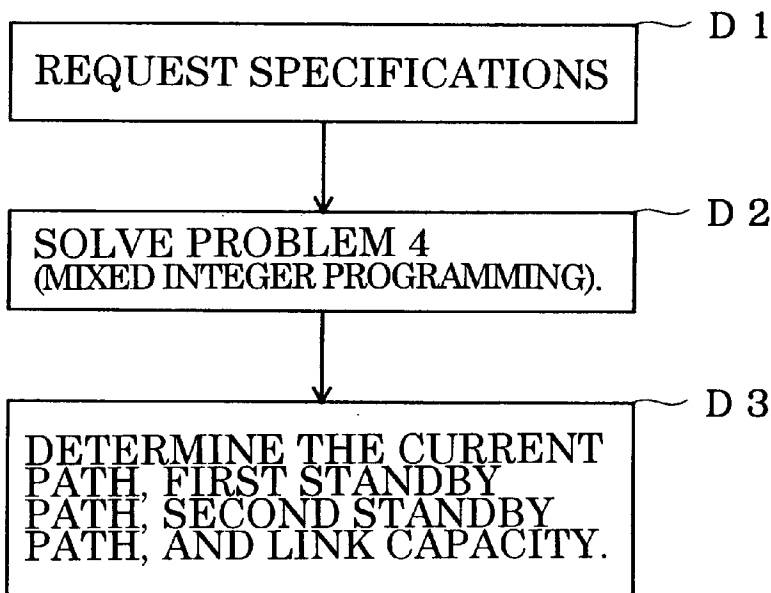 D 1
REQUEST SPECIFICATIONS
D 2
SOLVE PROBLEM 4
(MIXED INTEGER PROGRAMMING).
D 3
DETERMINE THE CURRENT
PATH, FIRST STANDBY
PATH, SECOND STANDBY
PATH, AND LINK CAPACITY.